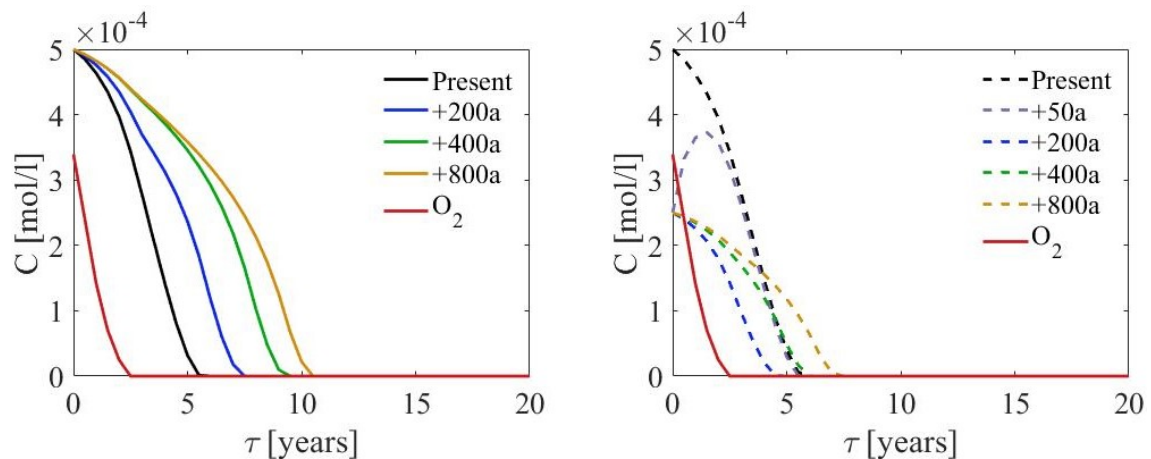 ×10⁻⁴
5
4
3
2
1
0
C [mol/l]
0 5 10 15 20
τ [years]
Present
+200a
+400a
+800a
O₂
×10⁻⁴
5
4
3
2
1
0
C [mol/l]
0 5 10 15 20
τ [years]
Present
+50a
+200a
+400a
+800a
O₂